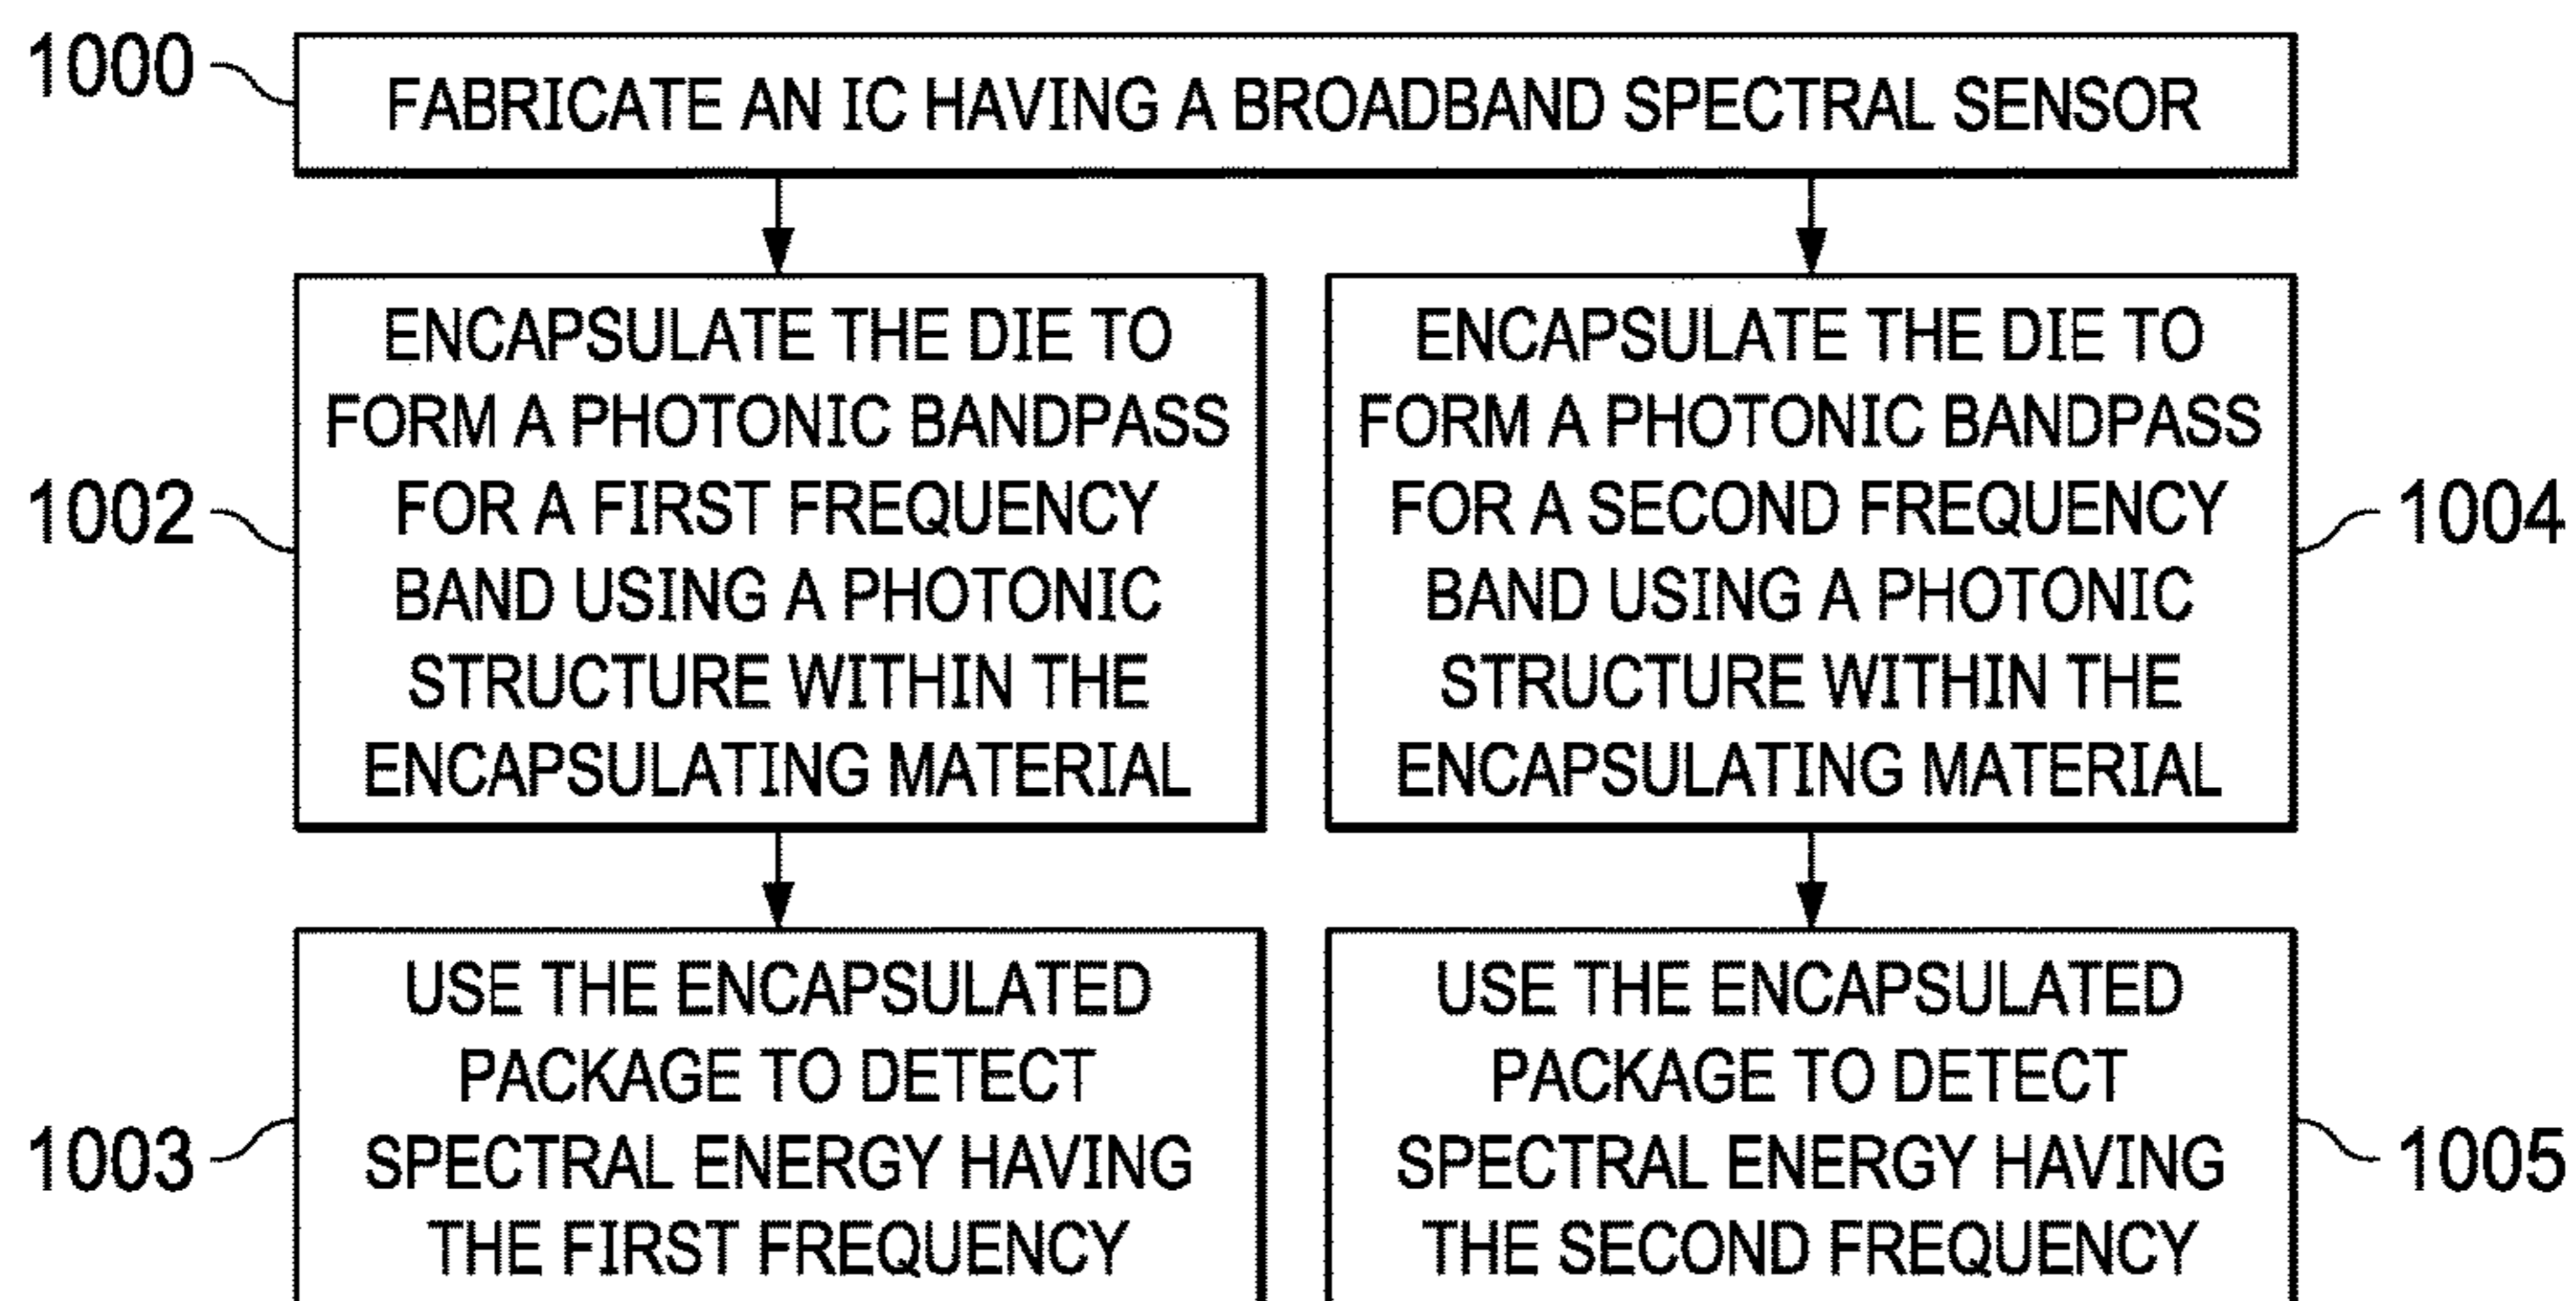 1000
FABRICATE AN IC HAVING A BROADBAND SPECTRAL SENSOR
1002
ENCAPSULATE THE DIE TO
FORM A PHOTONIC BANDPASS
FOR A FIRST FREQUENCY
BAND USING A PHOTONIC
STRUCTURE WITHIN THE
ENCAPSULATING MATERIAL
ENCAPSULATE THE DIE TO
FORM A PHOTONIC BANDPASS
FOR A SECOND FREQUENCY
BAND USING A PHOTONIC
STRUCTURE WITHIN THE
ENCAPSULATING MATERIAL
1004
1003
USE THE ENCAPSULATED
PACKAGE TO DETECT
SPECTRAL ENERGY HAVING
THE FIRST FREQUENCY
USE THE ENCAPSULATED
PACKAGE TO DETECT
SPECTRAL ENERGY HAVING
THE SECOND FREQUENCY
1005